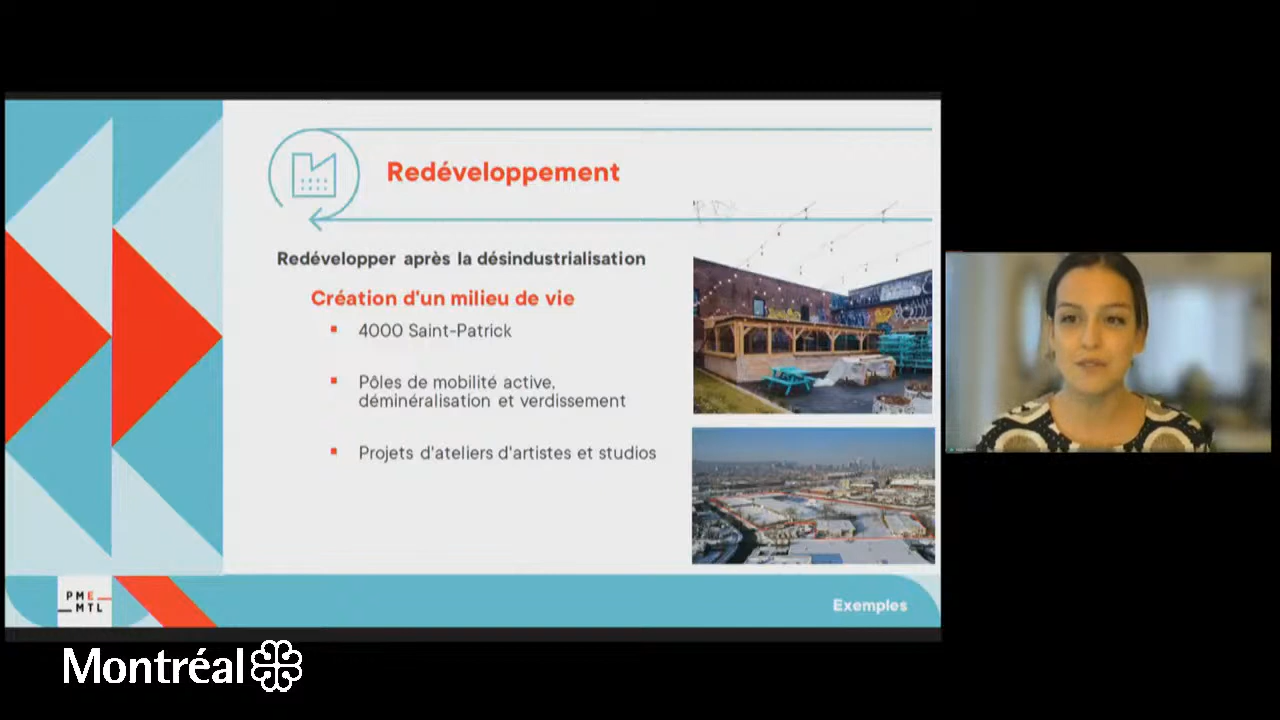 Redéveloppement
Redévelopper après la désindustrialisation
Création d'un milieu de vie
4000 Saint-Patrick
Pôles de mobilité active,
déminéralisation et verdissement
Projets d'ateliers d'artistes et studios
PME
MTL
Exemples
Montréal